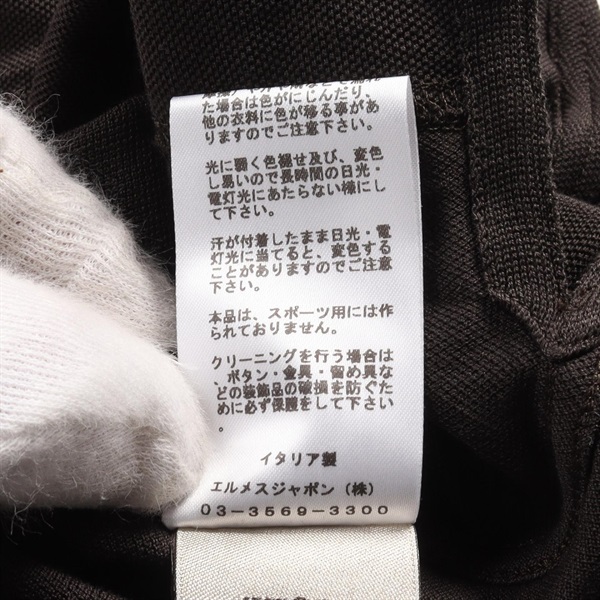 た場合は色がにじんだり、
他の衣料に色が移る事があ
りますのでご注意下さい。
光に弱く色褪せ及び、変色
し易いので長時間の日光・
電灯光にあたらない様にし
て下さい。
汗が付着したまま日光・電
灯光に当てると、変色する
ことがありますのでご注意
下さい。
本品は、スポーツ用には作
られておりません。
クリーニングを行う場合は
、ボタン・金具・留め具な
どの装飾品の破損を防ぐた
めに必ず保護をして下さい
。
イタリア製
エルメスジャポン(株)
03-3569-3300